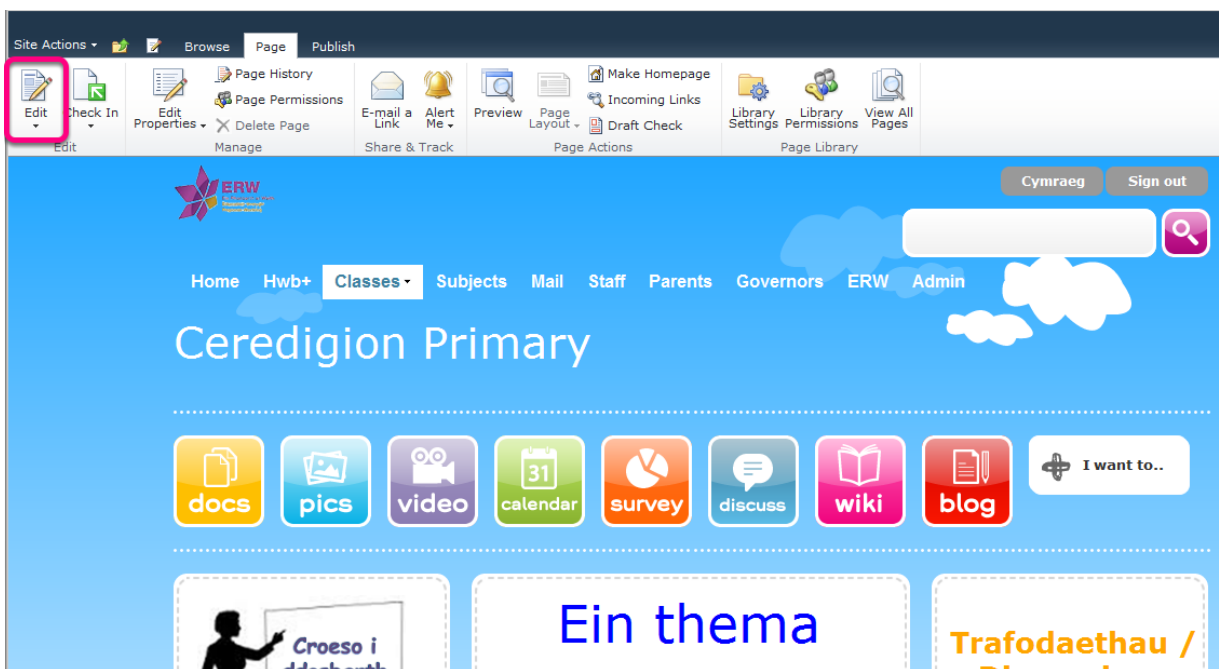 Site Actions
Browse Page Publish
Edit
Check In
Edit
Edit Properties
Page History
Page Permissions
Delete Page
Manage
E-mail a Link
Alert Me
Share & Track
Preview
Page Layout
Make Homepage
Incoming Links
Draft Check
Page Actions
Library Settings
Library Permissions
View All Pages
Page Library
ERW
Cymraeg Sign out
Home Hwb+ Classes Subjects Mail Staff Parents Governors ERW Admin
Ceredigion Primary
docs pics video 31 calendar survey discuss wiki blog I want to..
Croeso i
Ein thema
Trafodaethau /